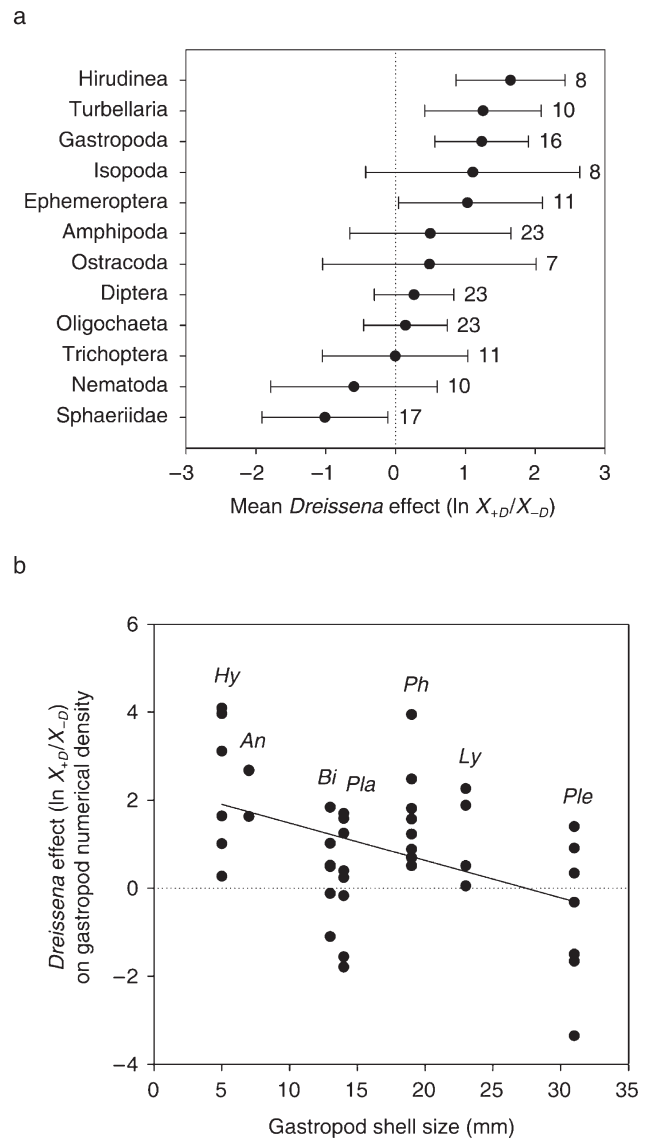 a
Hirudinea 8
Turbellaria 10
Gastropoda 16
Isopoda 8
Ephemeroptera 11
Amphipoda 23
Ostracoda 7
Diptera 23
Oligochaeta 23
Trichoptera 11
Nematoda 10
Sphaeriidae 17
−3 −2 −1 0 1 2 3
Mean Dreissena effect (ln X+D/X−D)
b
Dreissena effect (ln X+D/X−D)
on gastropod numerical density
6
4
2
0
−2
−4
Hy
An
Bi
Pla
Ph
Ly
Ple
0 5 10 15 20 25 30 35
Gastropod shell size (mm)